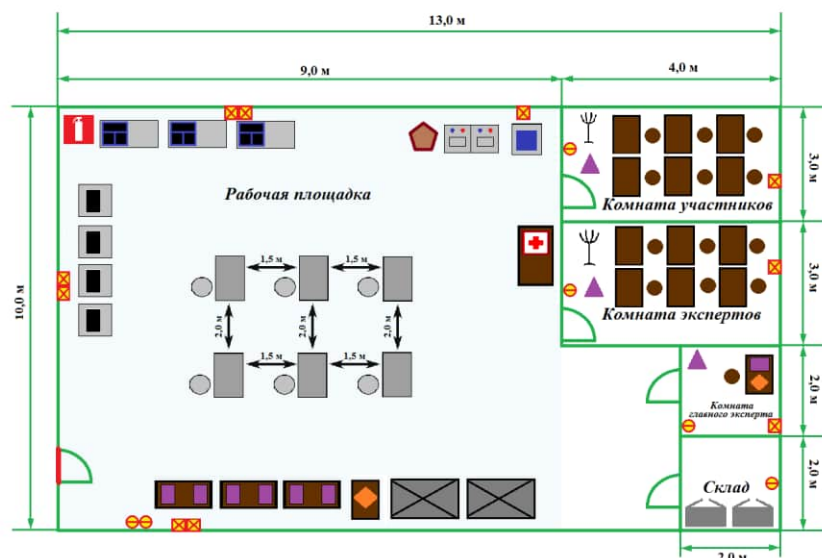 13,0 м
9,0 м
4,0 м
Рабочая площадка
3,0 м
Комната участников
1,5 м
1,5 м
3,0 м
10,0 м
2,0 м
2,0 м
2,0 м
Комната экспертов
1,5 м
1,5 м
2,0 м
Комната
главного эксперта
Склад
2,0 м
2,0 м